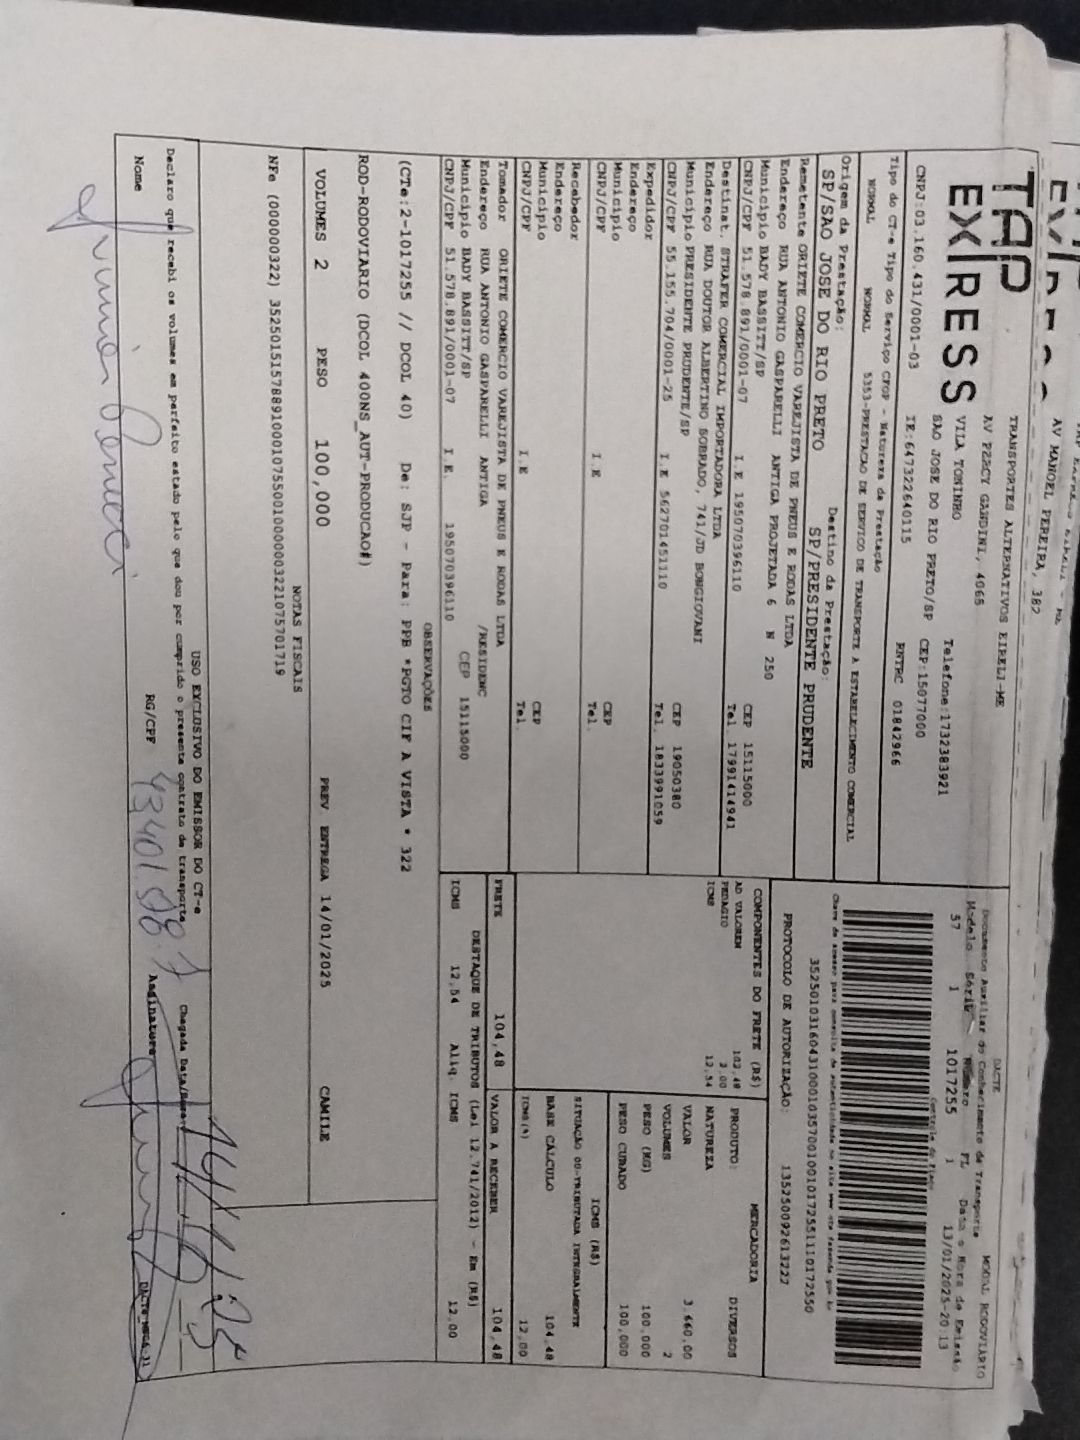 AV MANOEL PEREIRA, 382
TAP
EX|RESS
TRANSPORTES ALTERNATIVOS EIRELI-ME
AV PERCY GANDINI, 4065
VILA TONINHO
SAO JOSE DO RIO PRETO/SP
CNPJ:03.160.431/0001-03
IE:647322640115
Telefone:1732383921
CEP:15077000
RNTRC 01842966
DACTE
Documento Auxiliar do Conhecimento de Transporte
MODAL RODOVIARIO
Modelo Série Número FL Data e Hora de Emissão
57 1 1017255 1 13/01/2025-20:13
Controle do Fisco
Tipo do CT-e Tipo do Serviço CFOP - Natureza da Prestação
NORMAL NORMAL 5353-PRESTACAO DE SERVICO DE TRANSPORTE A ESTABELECIMENTO COMERCIAL
Origem da Prestação: Destino da Prestação:
SP/SAO JOSE DO RIO PRETO SP/PRESIDENTE PRUDENTE
PROTOCOLO DE AUTORIZAÇÃO: 135250092613227
Remetente ORIETE COMERCIO VAREJISTA DE PNEUS E RODAS LTDA
Endereço RUA ANTONIO GASPARELLI ANTIGA PROJETADA 6 N 250
Município BADY BASSITT/SP CEP 15115000
CNPJ/CPF 51.578.891/0001-07 I.E 195070396110 Tel. 17991414941
Destinat. STRAFER COMERCIAL IMPORTADORA LTDA
Endereço RUA DOUTOR ALBERTINO SOBRADO, 741/JD BONGIOVANI
Município PRESIDENTE PRUDENTE/SP CEP 19050380
CNPJ/CPF 55.155.704/0001-25 I.E 562701451110 Tel. 1833991059
Expedidor
Endereço
Município CEP
CNPJ/CPF I.E Tel.
Recebedor
Endereço
Município CEP
CNPJ/CPF I.E Tel.
Tomador ORIETE COMERCIO VAREJISTA DE PNEUS E RODAS LTDA
Endereço RUA ANTONIO GASPARELLI ANTIGA /RESIDENC
Município BADY BASSITT/SP CEP 15115000
CNPJ/CPF 51.578.891/0001-07 I.E. 195070396110
COMPONENTES DO FRETE (R$)
AD VALOREM 102,48
PEDAGIO 2,00
ICMS 12,54
MERCADORIA
PRODUTO: DIVERSOS
NATUREZA
VALOR 3.660,00
VOLUMES 2
PESO (KG) 100,000
PESO CUBADO 100,000
ICMS (R$)
SITUAÇÃO 00-TRIBUTADA INTEGRALMENTE
BASE CALCULO 104,48
ICMS(%) 12,00
FRETE 104,48 VALOR A RECEBER 104,48
DESTAQUE DE TRIBUTOS (Lei 12.741/2012) - Em (R$)
ICMS 12,54 Aliq. ICMS 12,00
OBSERVAÇÕES
(CTe:2-1017255 // DCOL 40) De: SJP - Para: PPB *PGTO CIF A VISTA * 322
ROD-RODOVIARIO (DCOL 400NS_AUT-PRODUCAO#)
VOLUMES 2 PESO 100,000 PREV. ENTREGA 14/01/2025 CAMILE
NOTAS FISCAIS
NFe (000000322)
USO EXCLUSIVO DO EMISSOR DO CT-e
Declaro que recebi os volumes em perfeito estado pelo que dou por cumprido o presente contrato de transporte
Nome RG/CPF Assinatura